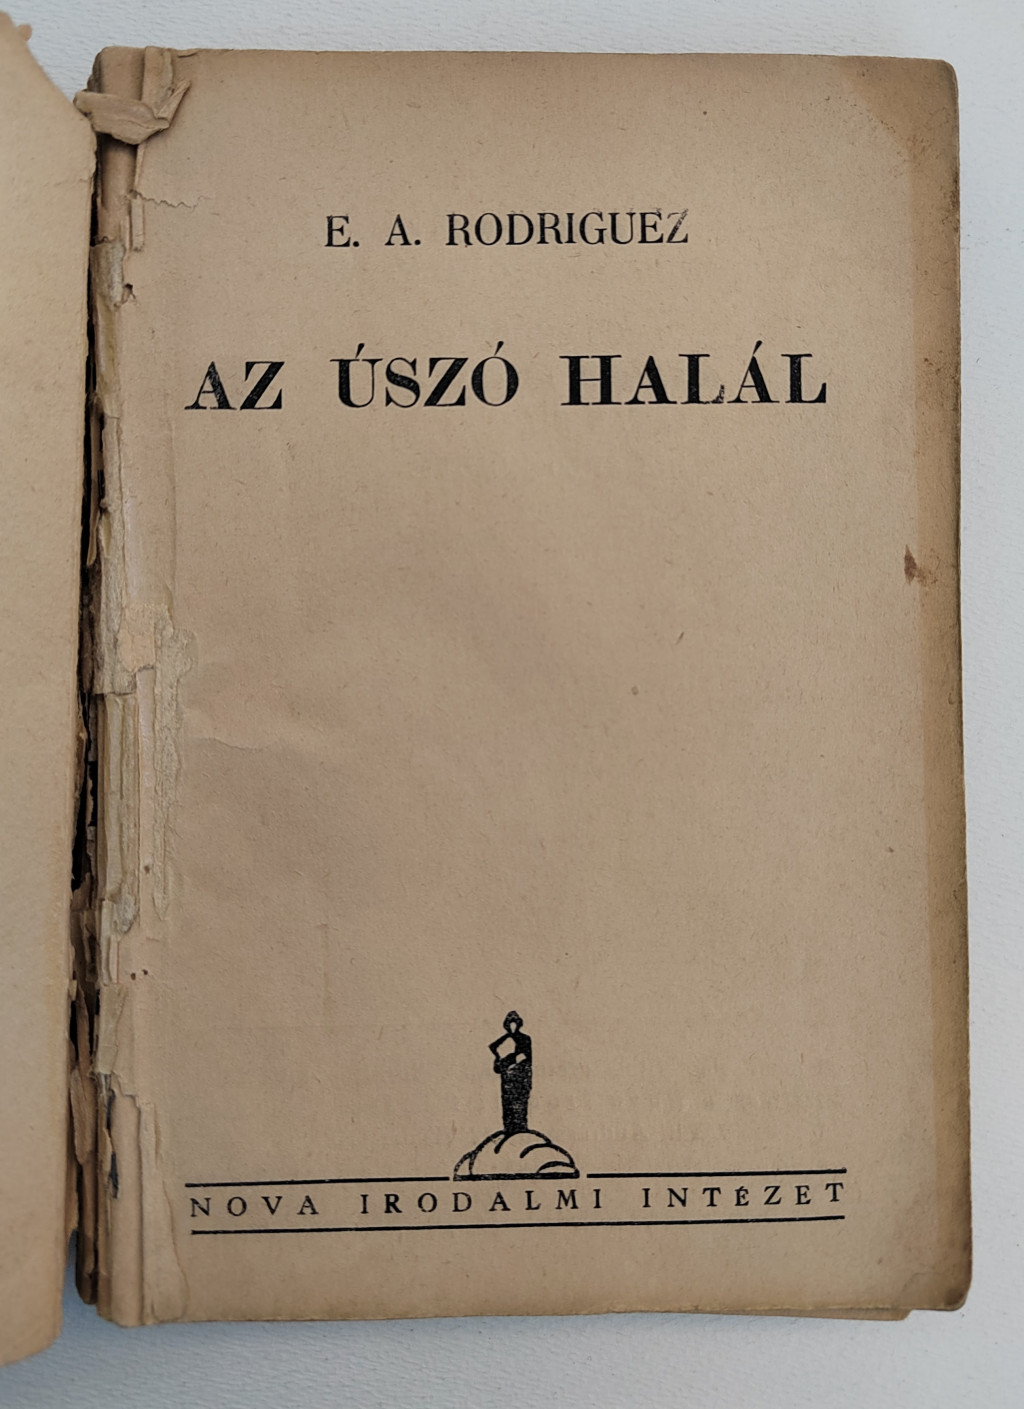 E. A. RODRIGUEZ
AZ ÚSZÓ HALÁL
NOVA IRODALMI INTÉZET